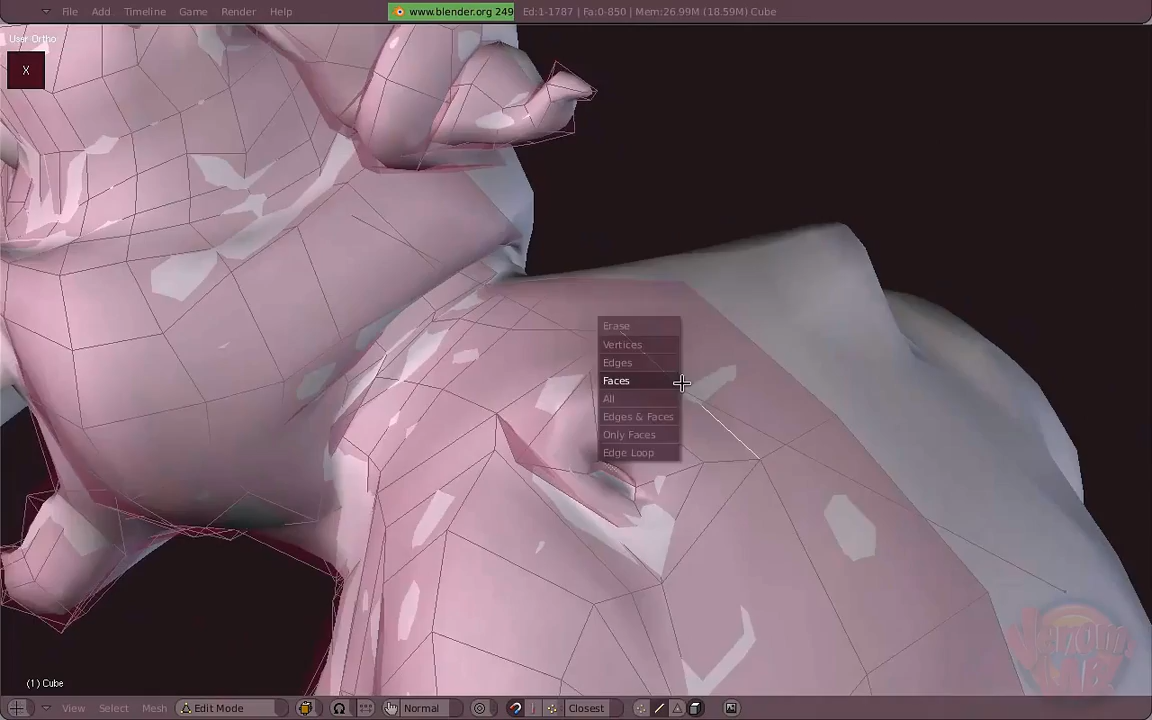 File Add Timeline Game Render Help
www.blender.org 249
Ed:1-1787 | Fa:0-850 | Mem:26.99M (18.59M) Cube
User Ortho
X
Erase
Vertices
Edges
Faces
All
Edges & Faces
Only Faces
Edge Loop
(1) Cube
View Select Mesh Edit Mode Normal Closest
Venom
LAB